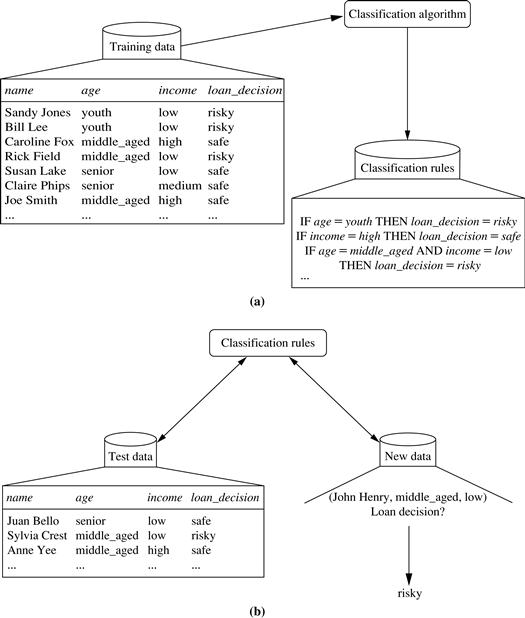 Classification algorithm
Training data
name age income loan_decision
Sandy Jones youth low risky
Bill Lee youth low risky
Caroline Fox middle_aged high safe
Rick Field middle_aged low risky
Susan Lake senior low safe
Claire Phips senior medium safe
Joe Smith middle_aged high safe
... ... ... ...
Classification rules
IF age = youth THEN loan_decision = risky
IF income = high THEN loan_decision = safe
IF age = middle_aged AND income = low
THEN loan_decision = risky
...
(a)
Classification rules
Test data
name age income loan_decision
Juan Bello senior low safe
Sylvia Crest middle_aged low risky
Anne Yee middle_aged high safe
... ... ... ...
New data
(John Henry, middle_aged, low)
Loan decision?
risky
(b)